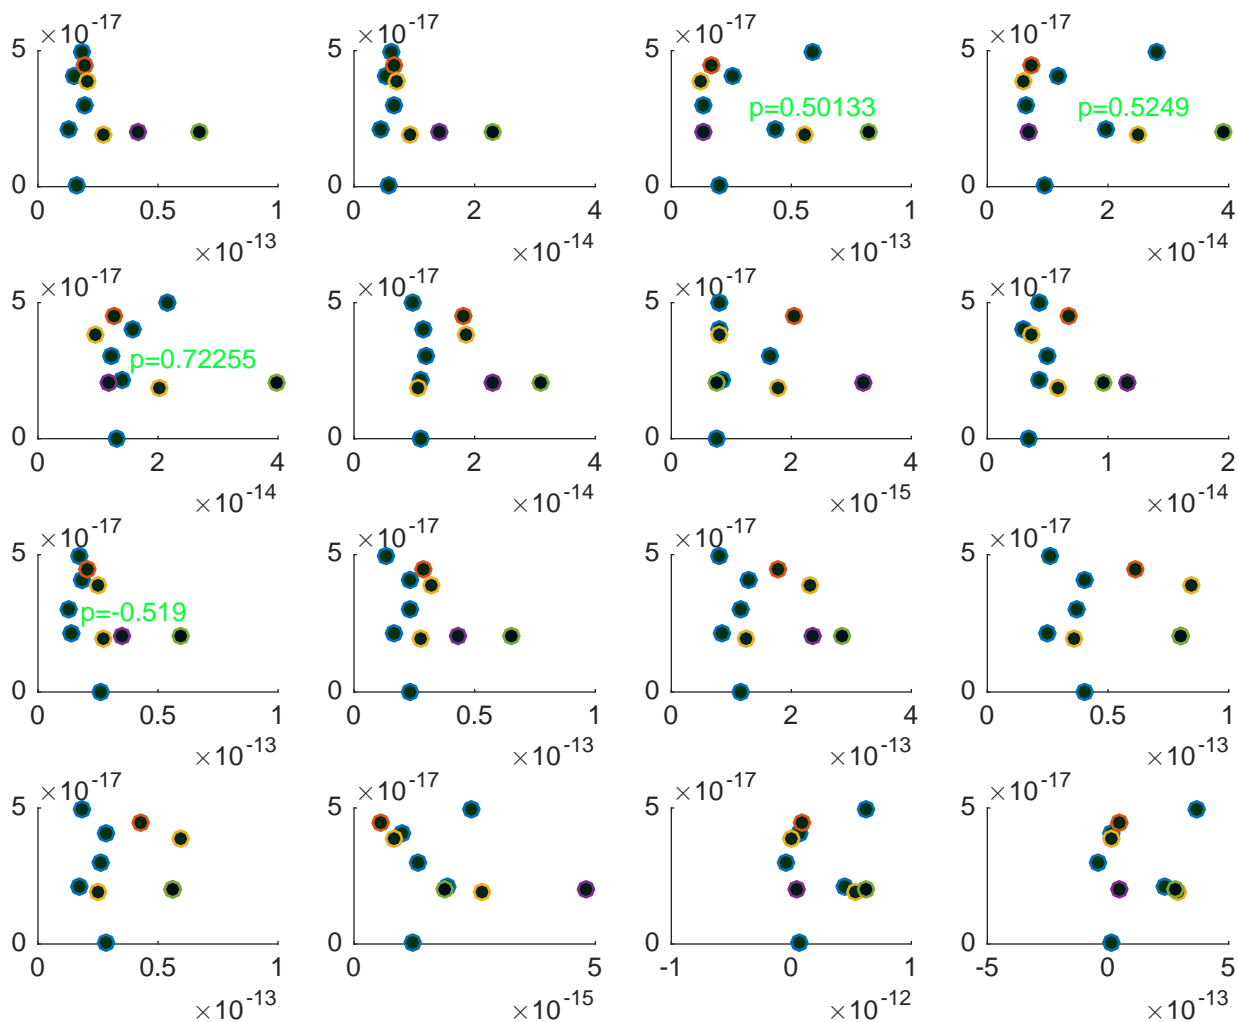 ×10-17 ×10-17 ×10-17 ×10-17
5 5 5 5
p=0.50133 p=0.5249
0 0 0 0
0 0.5 1 0 2 4 0 0.5 1 0 2 4
×10-13 ×10-14 ×10-13 ×10-14
×10-17 ×10-17 ×10-17 ×10-17
5 5 5 5
p=0.72255
0 0 0 0
0 2 4 0 2 4 0 2 4 0 1 2
×10-14 ×10-14 ×10-15 ×10-14
×10-17 ×10-17 ×10-17 ×10-17
5 5 5 5
p=-0.519
0 0 0 0
0 0.5 1 0 0.5 1 0 2 4 0 0.5 1
×10-13 ×10-13 ×10-13 ×10-13
×10-17 ×10-17 ×10-17 ×10-17
5 5 5 5
0 0 0 0
0 0.5 1 0 5 -1 0 1 -5 0 5
×10-13 ×10-15 ×10-12 ×10-13